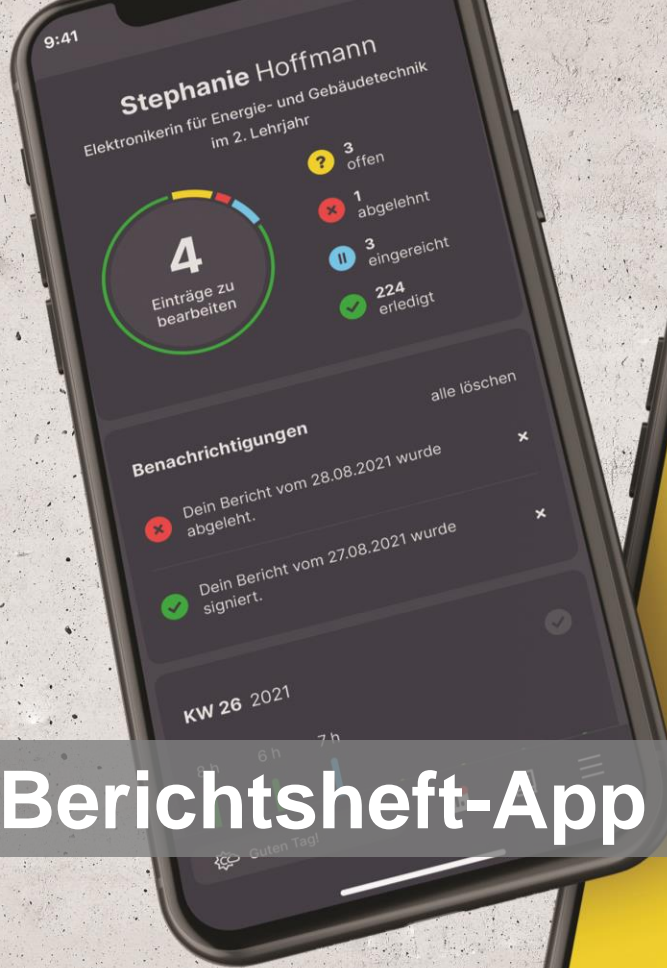 9:41
Stephanie Hoffmann
Elektronikerin für Energie- und Gebäudetechnik
im 2. Lehrjahr
4
Einträge zu
bearbeiten
3
offen
1
abgelehnt
3
eingereicht
224
erledigt
Benachrichtigungen
alle löschen
Dein Bericht vom 28.08.2021 wurde
abgeleht.
Dein Bericht vom 27.08.2021 wurde
signiert.
KW 26 2021
8 h 6 h 7 h
Berichtsheft-App
Guten Tag!